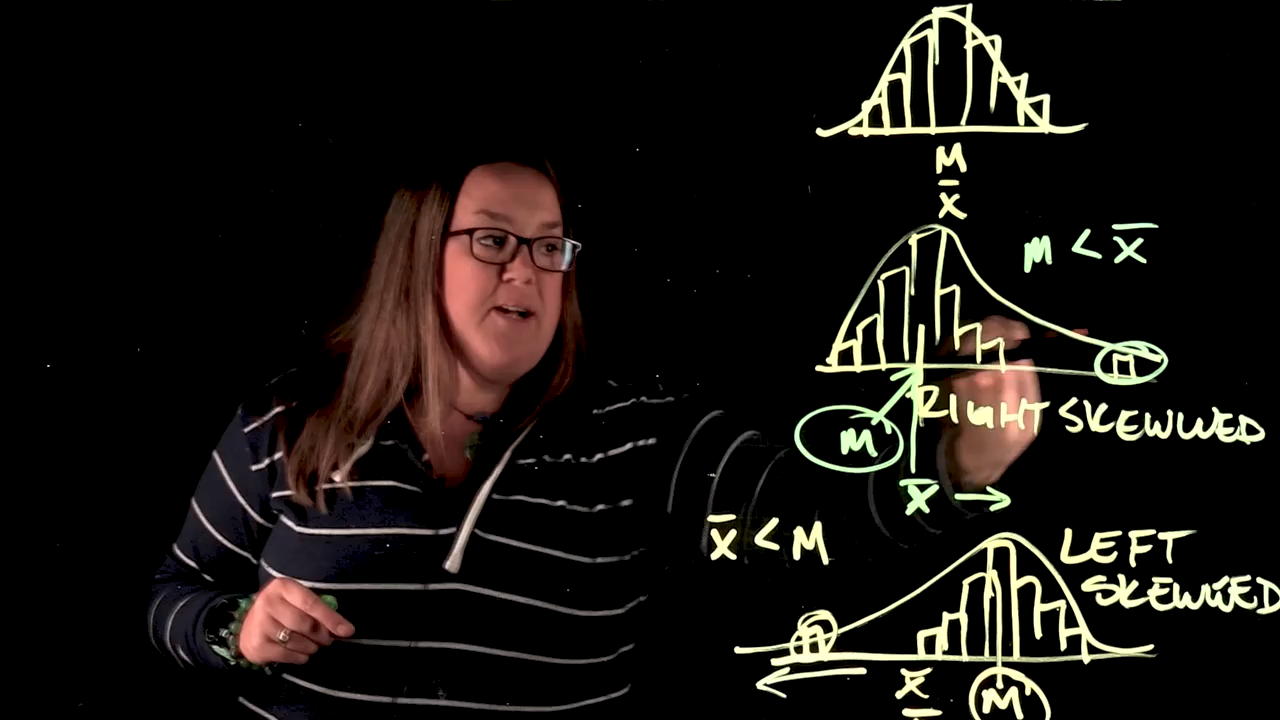 M
x̄
M < x̄
RIGHT SKEWWED
M
x̄ →
x̄ < M
LEFT
SKEWWED
←
x̄
M